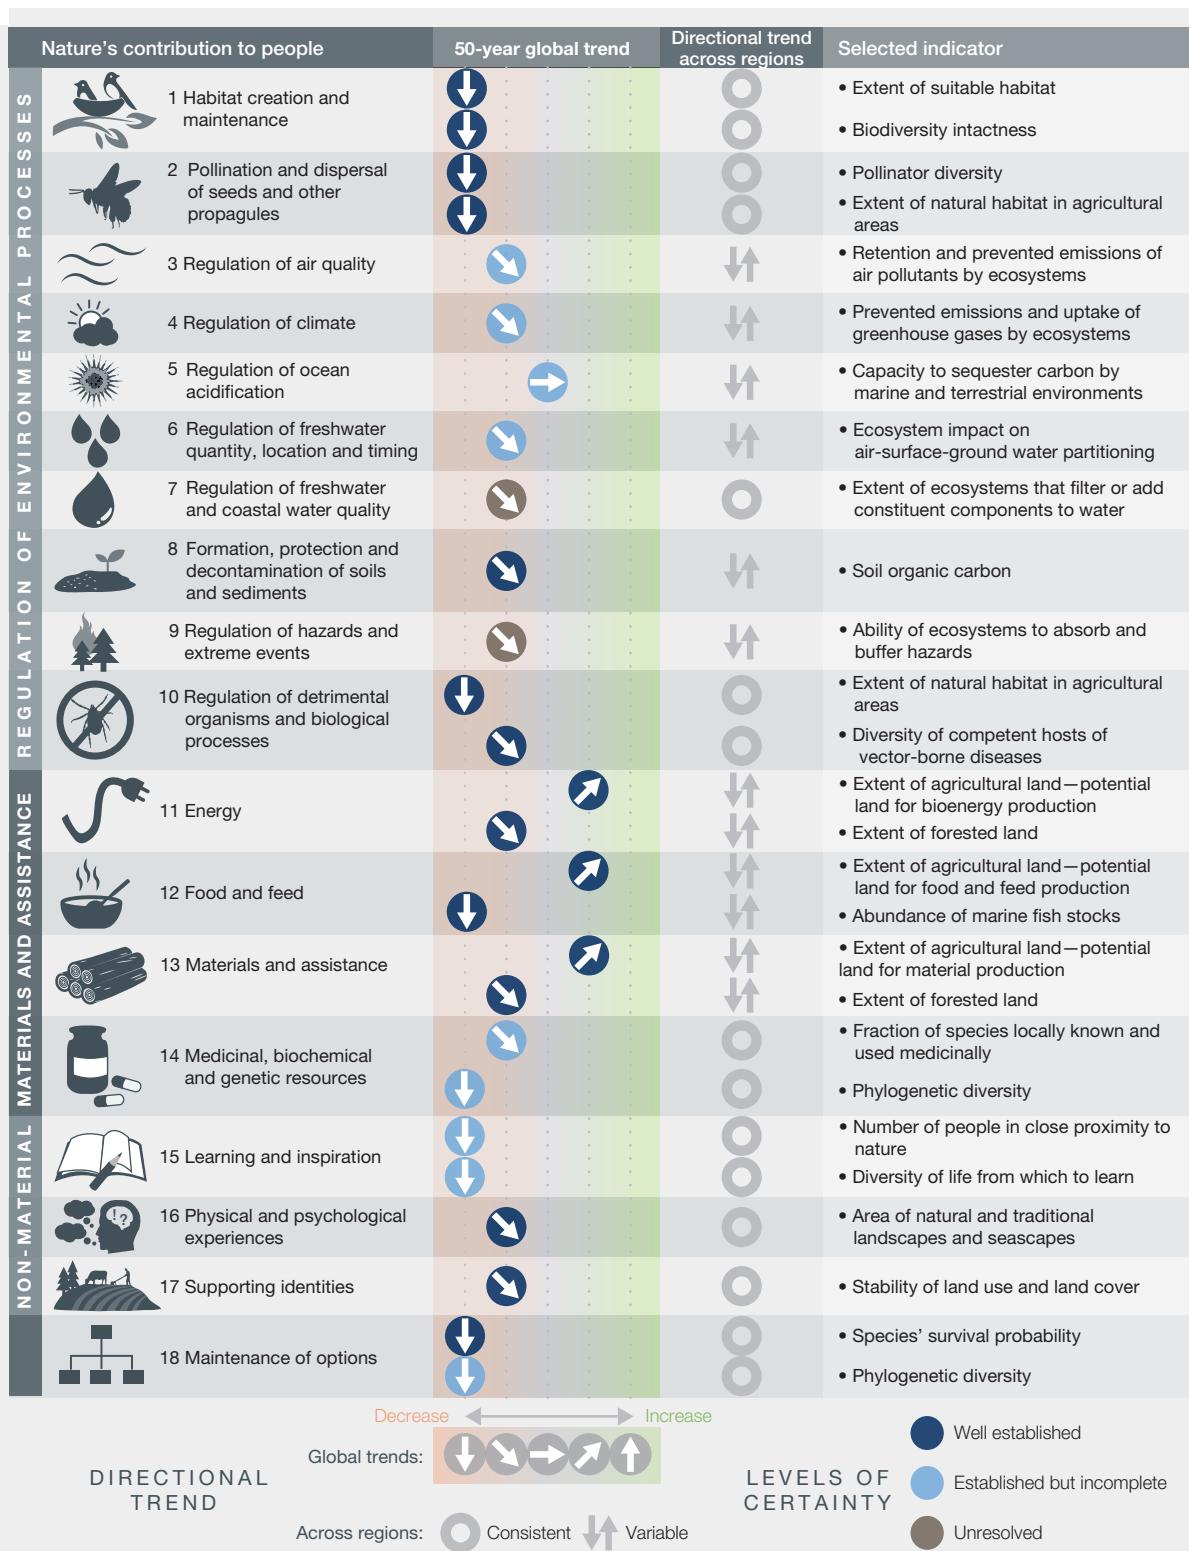 Nature's contribution to people
50-year global trend
Directional trend
across regions
Selected indicator
REGULATION OF ENVIRONMENTAL PROCESSES
1 Habitat creation and
maintenance
• Extent of suitable habitat
• Biodiversity intactness
2 Pollination and dispersal
of seeds and other
propagules
• Pollinator diversity
• Extent of natural habitat in agricultural
areas
3 Regulation of air quality
• Retention and prevented emissions of
air pollutants by ecosystems
4 Regulation of climate
• Prevented emissions and uptake of
greenhouse gases by ecosystems
5 Regulation of ocean
acidification
• Capacity to sequester carbon by
marine and terrestrial environments
6 Regulation of freshwater
quantity, location and timing
• Ecosystem impact on
air-surface-ground water partitioning
7 Regulation of freshwater
and coastal water quality
• Extent of ecosystems that filter or add
constituent components to water
8 Formation, protection and
decontamination of soils
and sediments
• Soil organic carbon
9 Regulation of hazards and
extreme events
• Ability of ecosystems to absorb and
buffer hazards
10 Regulation of detrimental
organisms and biological
processes
• Extent of natural habitat in agricultural
areas
• Diversity of competent hosts of
vector-borne diseases
MATERIALS AND ASSISTANCE
11 Energy
• Extent of agricultural land—potential
land for bioenergy production
• Extent of forested land
12 Food and feed
• Extent of agricultural land—potential
land for food and feed production
• Abundance of marine fish stocks
13 Materials and assistance
• Extent of agricultural land—potential
land for material production
• Extent of forested land
14 Medicinal, biochemical
and genetic resources
• Fraction of species locally known and
used medicinally
• Phylogenetic diversity
NON-MATERIAL
15 Learning and inspiration
• Number of people in close proximity to
nature
• Diversity of life from which to learn
!?
16 Physical and psychological
experiences
• Area of natural and traditional
landscapes and seascapes
17 Supporting identities
• Stability of land use and land cover
18 Maintenance of options
• Species' survival probability
• Phylogenetic diversity
Decrease
Increase
Global trends:
DIRECTIONAL
TREND
Across regions:
Consistent
Variable
LEVELS OF
CERTAINTY
Well established
Established but incomplete
Unresolved